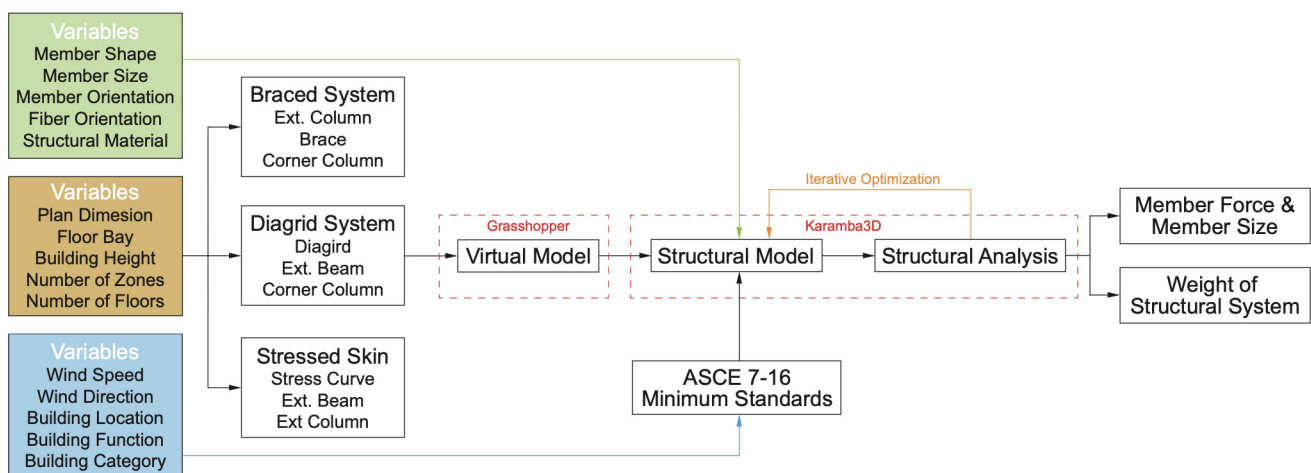 Variables
Member Shape
Member Size
Member Orientation
Fiber Orientation
Structural Material
Variables
Plan Dimesion
Floor Bay
Building Height
Number of Zones
Number of Floors
Variables
Wind Speed
Wind Direction
Building Location
Building Function
Building Category
Braced System
Ext. Column
Brace
Corner Column
Diagrid System
Diagird
Ext. Beam
Corner Column
Stressed Skin
Stress Curve
Ext. Beam
Ext Column
Grasshopper
Virtual Model
Iterative Optimization
Karamba3D
Structural Model
Structural Analysis
ASCE 7-16
Minimum Standards
Member Force &
Member Size
Weight of
Structural System